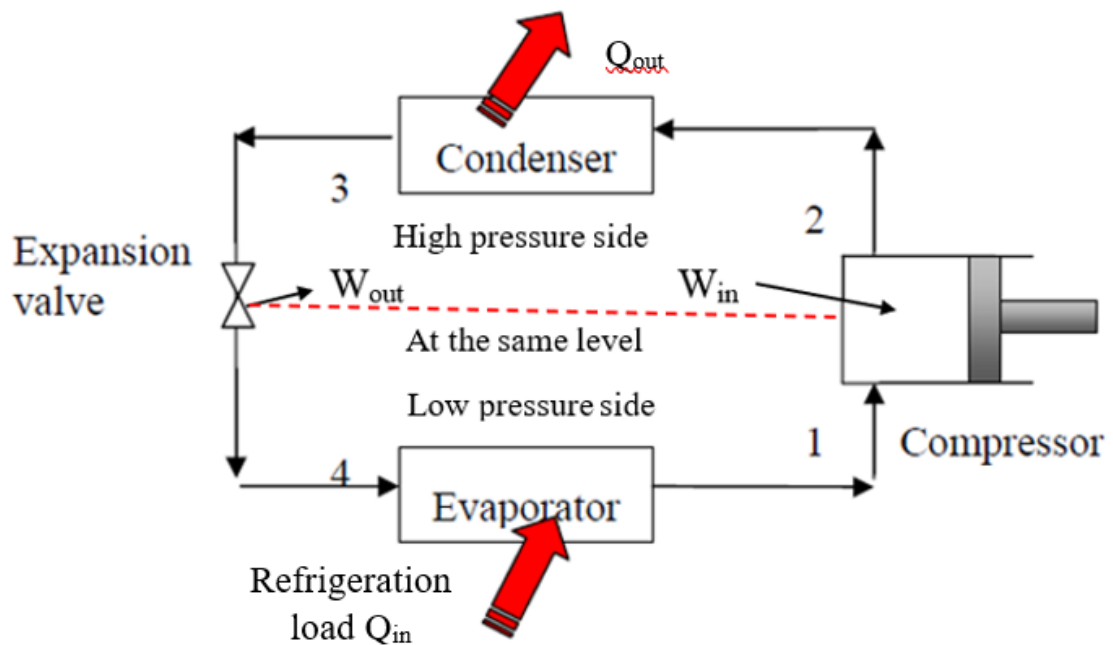 Qout
Condenser
3
2
High pressure side
Expansion
valve
Wout
Win
At the same level
Low pressure side
1
Compressor
4
Evaporator
Refrigeration
load Qin